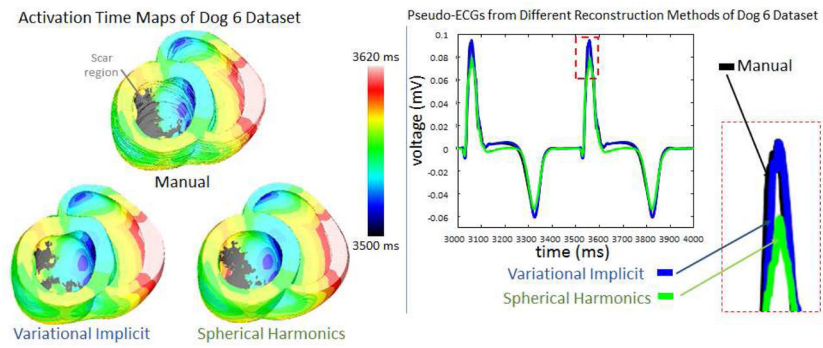 Activation Time Maps of Dog 6 Dataset
Scar
region
3620 ms
3500 ms
Manual
Variational Implicit
Spherical Harmonics
Pseudo-ECGs from Different Reconstruction Methods of Dog 6 Dataset
0.1
0.08
0.06
0.04
0.02
0
-0.02
-0.04
-0.06
voltage (mV)
3000 3100 3200 3300 3400 3500 3600 3700 3800 3900 4000
time (ms)
Manual
Variational Implicit
Spherical Harmonics